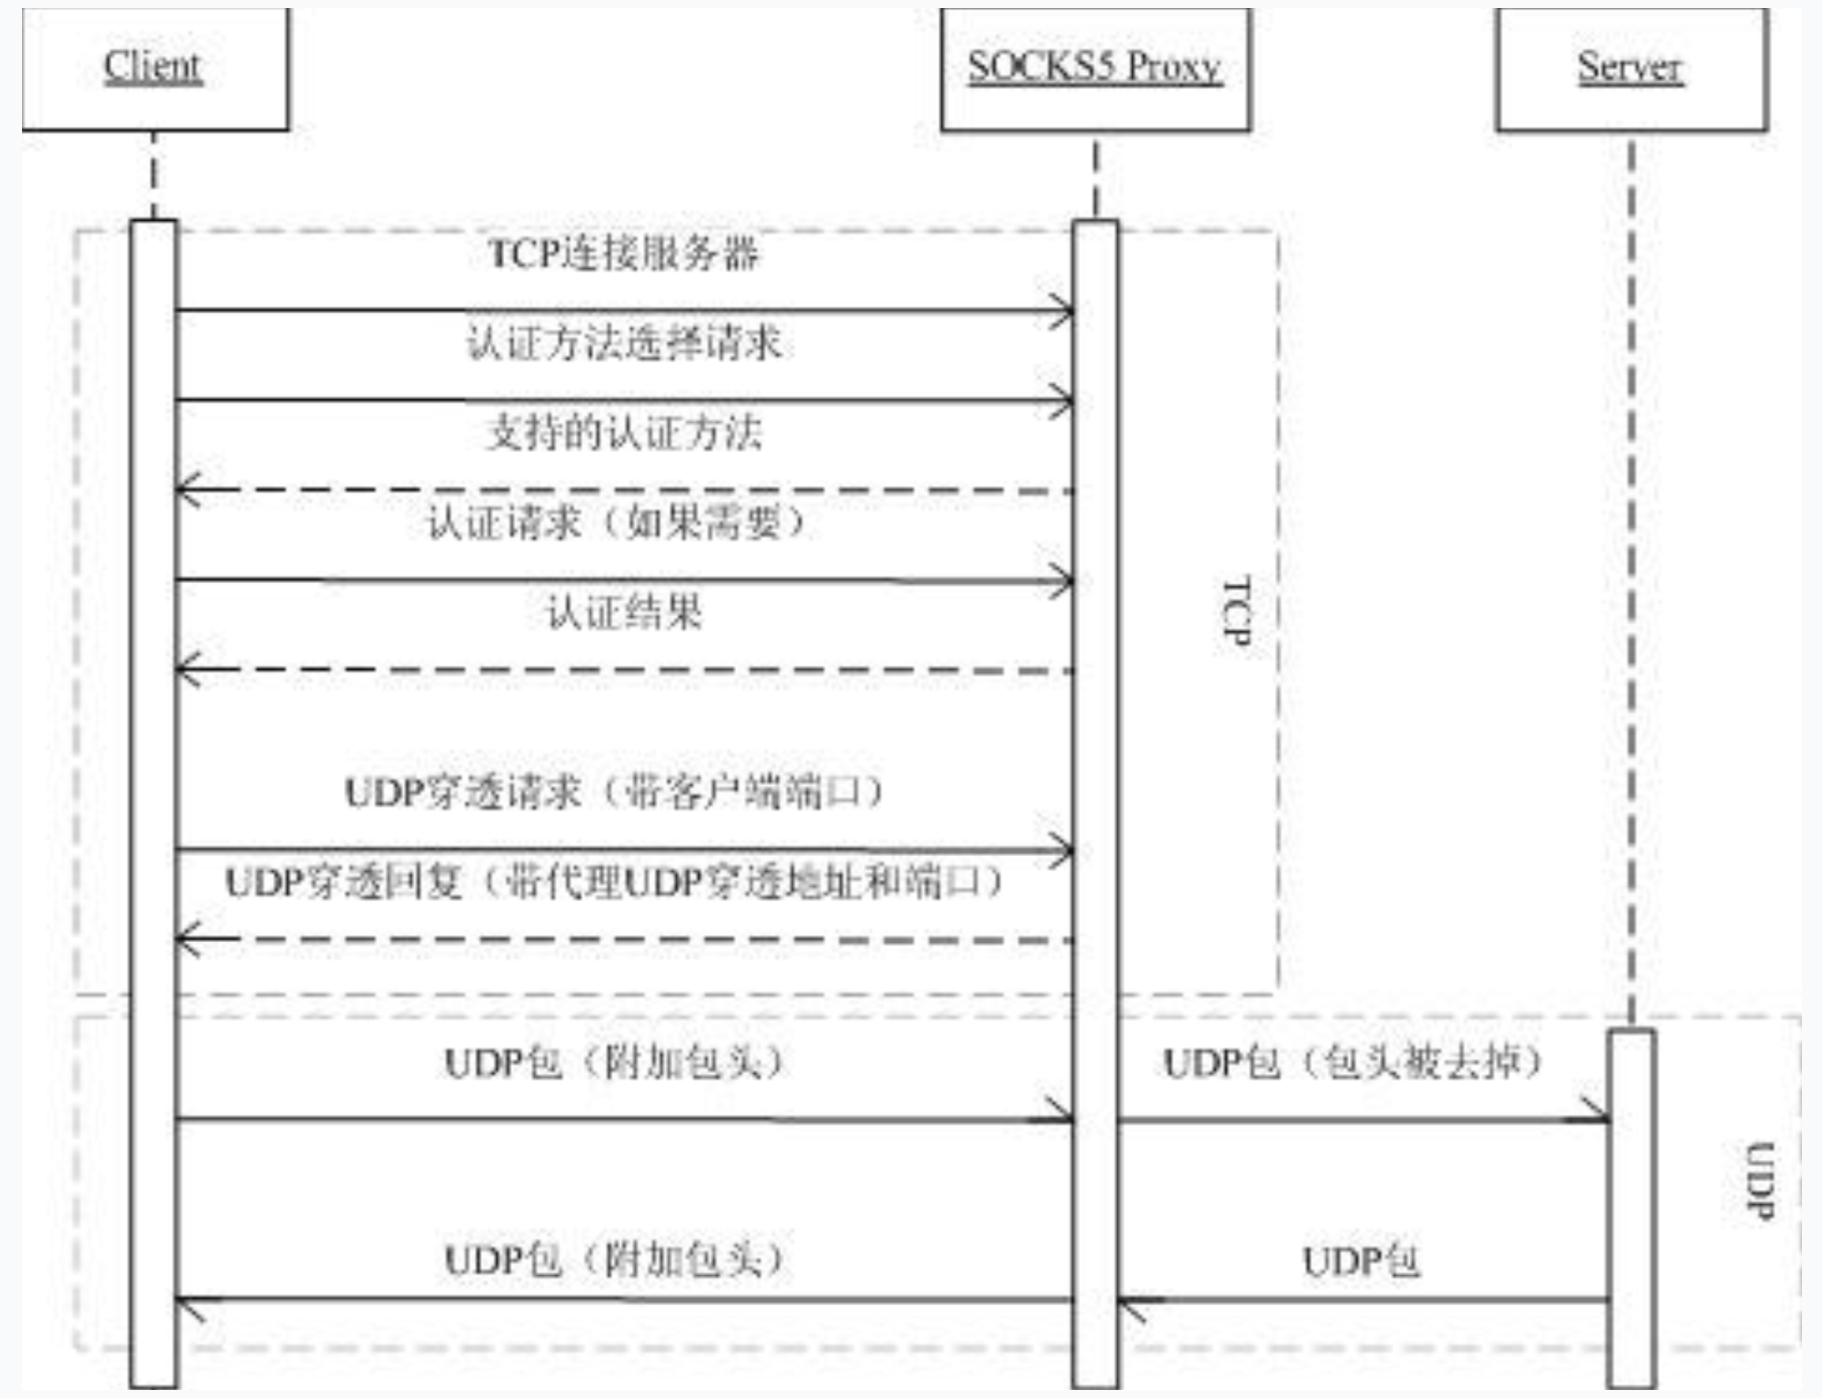 Client
SOCKS5 Proxy
Server
TCP连接服务器
认证方法选择请求
支持的认证方法
认证请求（如果需要）
认证结果
TCP
UDP穿透请求（带客户端端口）
UDP穿透回复（带代理UDP穿透地址和端口）
UDP包（附加包头）
UDP包（包头被去掉）
UDP
UDP包（附加包头）
UDP包